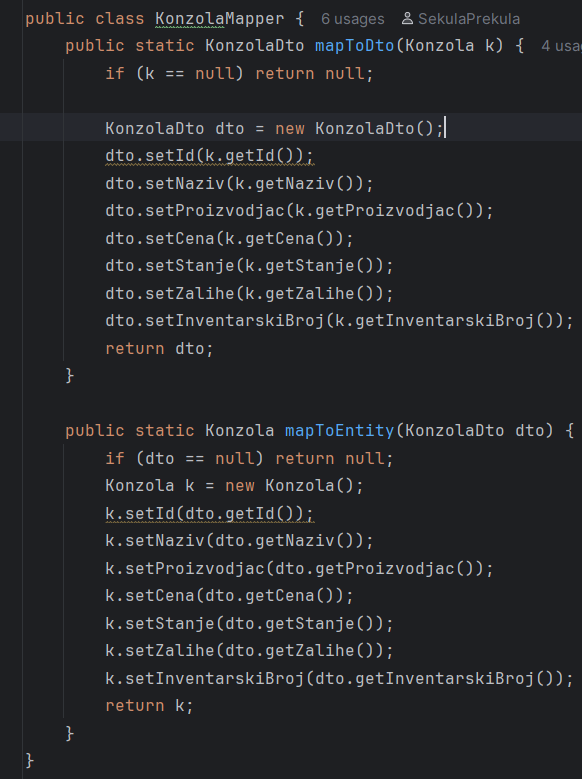 public class KonzolaMapper { 6 usages SekulaPrekula
public static KonzolaDto mapToDto(Konzola k) { 4 usa
if (k == null) return null;
KonzolaDto dto = new KonzolaDto();
dto.setId(k.getId());
dto.setNaziv(k.getNaziv());
dto.setProizvodjac(k.getProizvodjac());
dto.setCena(k.getCena());
dto.setStanje(k.getStanje());
dto.setZalihe(k.getZalihe());
dto.setInventarskiBroj(k.getInventarskiBroj());
return dto;
}
public static Konzola mapToEntity(KonzolaDto dto) {
if (dto == null) return null;
Konzola k = new Konzola();
k.setId(dto.getId());
k.setNaziv(dto.getNaziv());
k.setProizvodjac(dto.getProizvodjac());
k.setCena(dto.getCena());
k.setStanje(dto.getStanje());
k.setZalihe(dto.getZalihe());
k.setInventarskiBroj(dto.getInventarskiBroj());
return k;
}
}